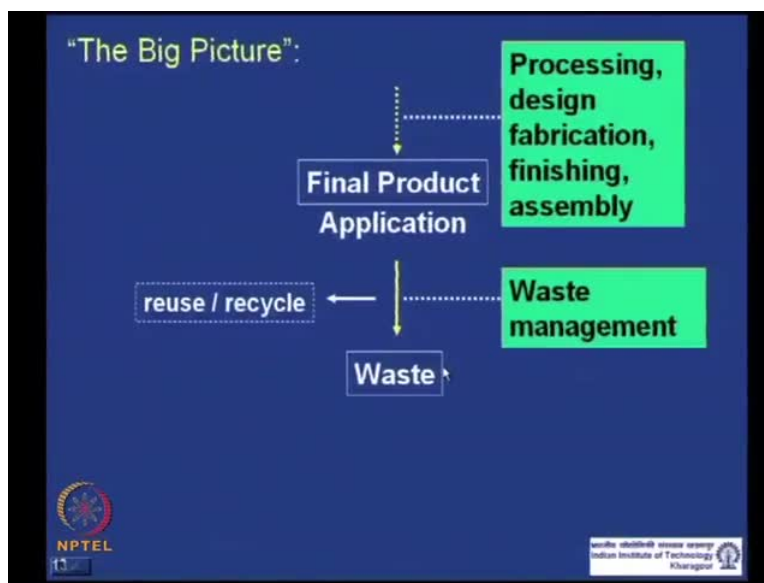 "The Big Picture":
Processing,
design
fabrication,
finishing,
assembly
Final Product
Application
reuse / recycle
Waste
management
Waste
NPTEL
13
Indian Institute of Technology
Kharagpur